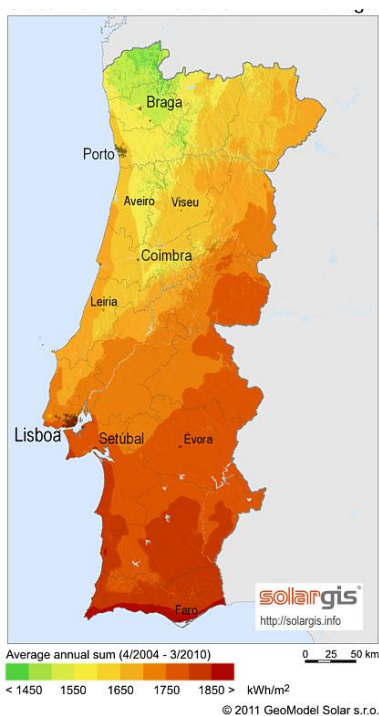 Braga
Porto
Aveiro
Viseu
Coimbra
Leiria
Lisboa
Setúbal
Évora
Faro
solargis
http://solargis.info
Average annual sum (4/2004 - 3/2010)
0 25 50 km
< 1450 1550 1650 1750 1850 > kWh/m²
© 2011 GeoModel Solar s.r.o.